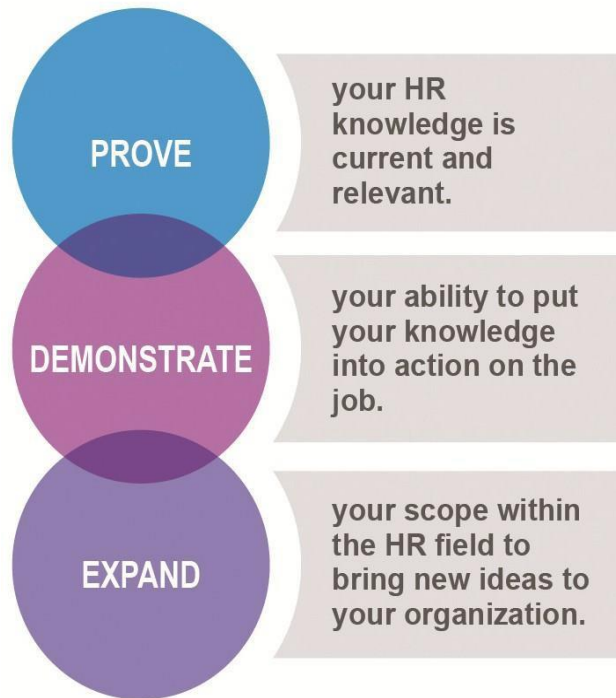 PROVE
your HR
knowledge is
current and
relevant.
DEMONSTRATE
your ability to put
your knowledge
into action on the
job.
EXPAND
your scope within
the HR field to
bring new ideas to
your organization.